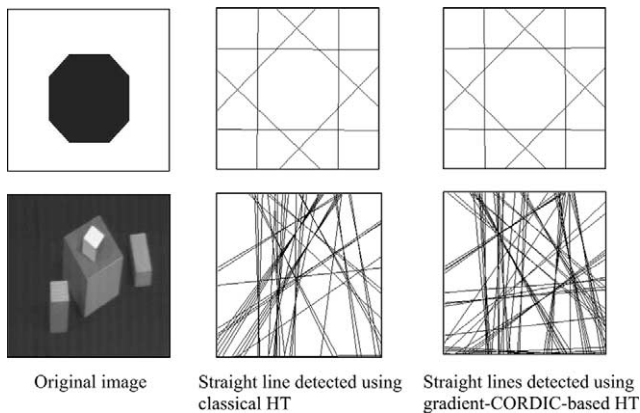 Original image
Straight line detected using
classical HT
Straight lines detected using
gradient-CORDIC-based HT